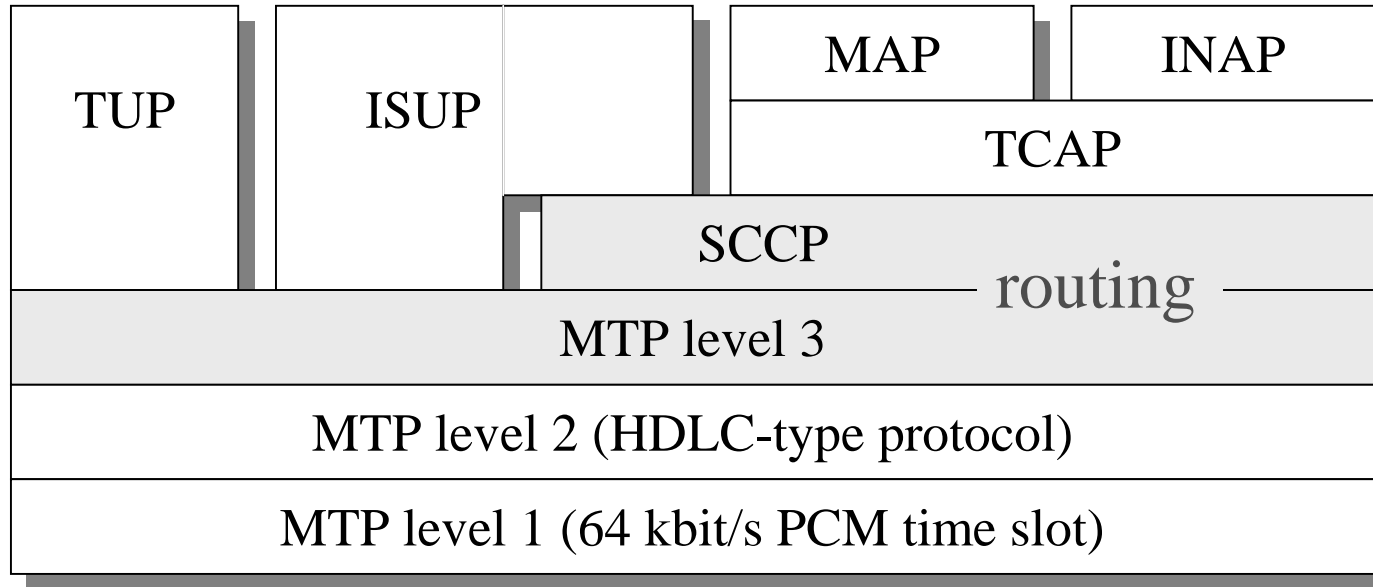 MAP
INAP
TUP
ISUP
TCAP
SCCP
routing
MTP level 3
MTP level 2 (HDLC-type protocol)
MTP level 1 (64 kbit/s PCM time slot)